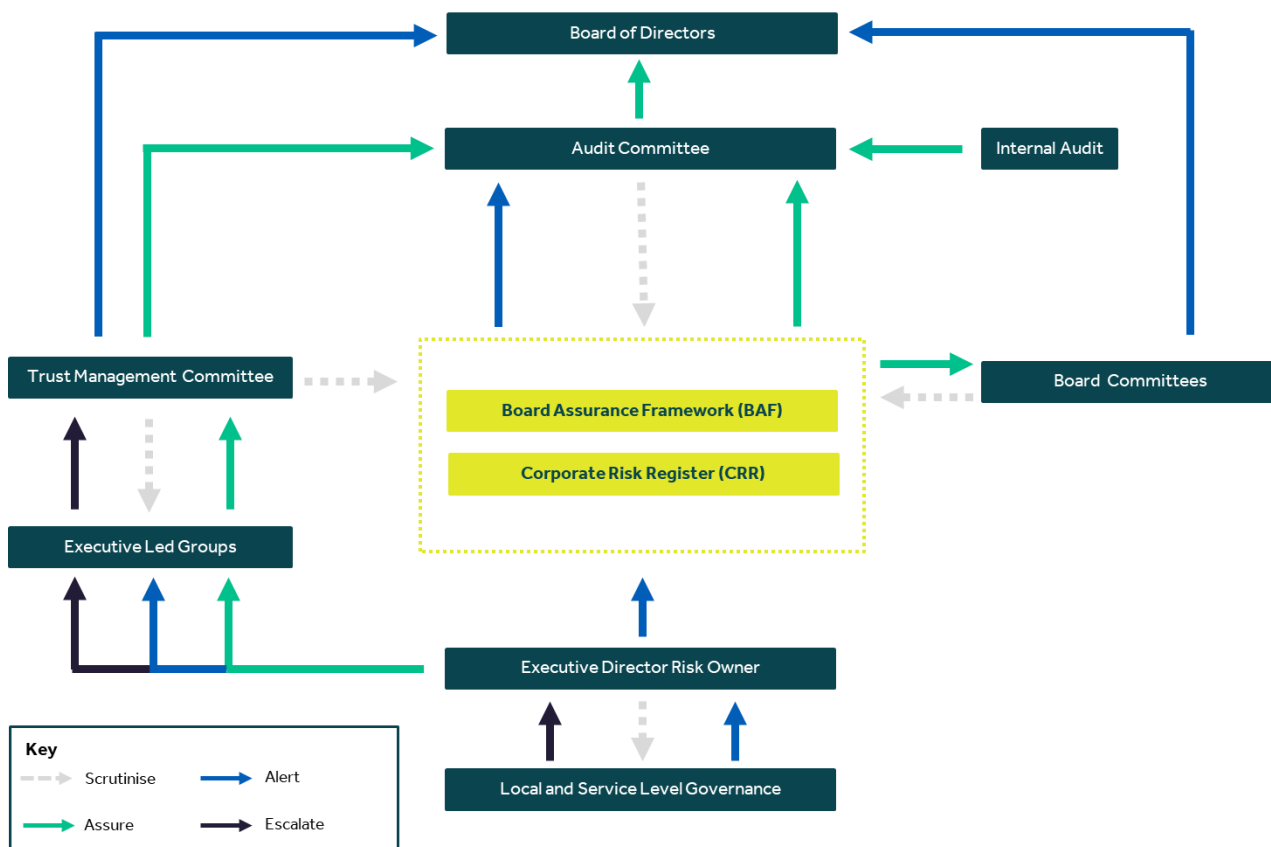 Board of Directors
Audit Committee
Internal Audit
Trust Management Committee
Board Committees
Board Assurance Framework (BAF)
Corporate Risk Register (CRR)
Executive Led Groups
Executive Director Risk Owner
Local and Service Level Governance
Key
Scrutinise
Alert
Assure
Escalate